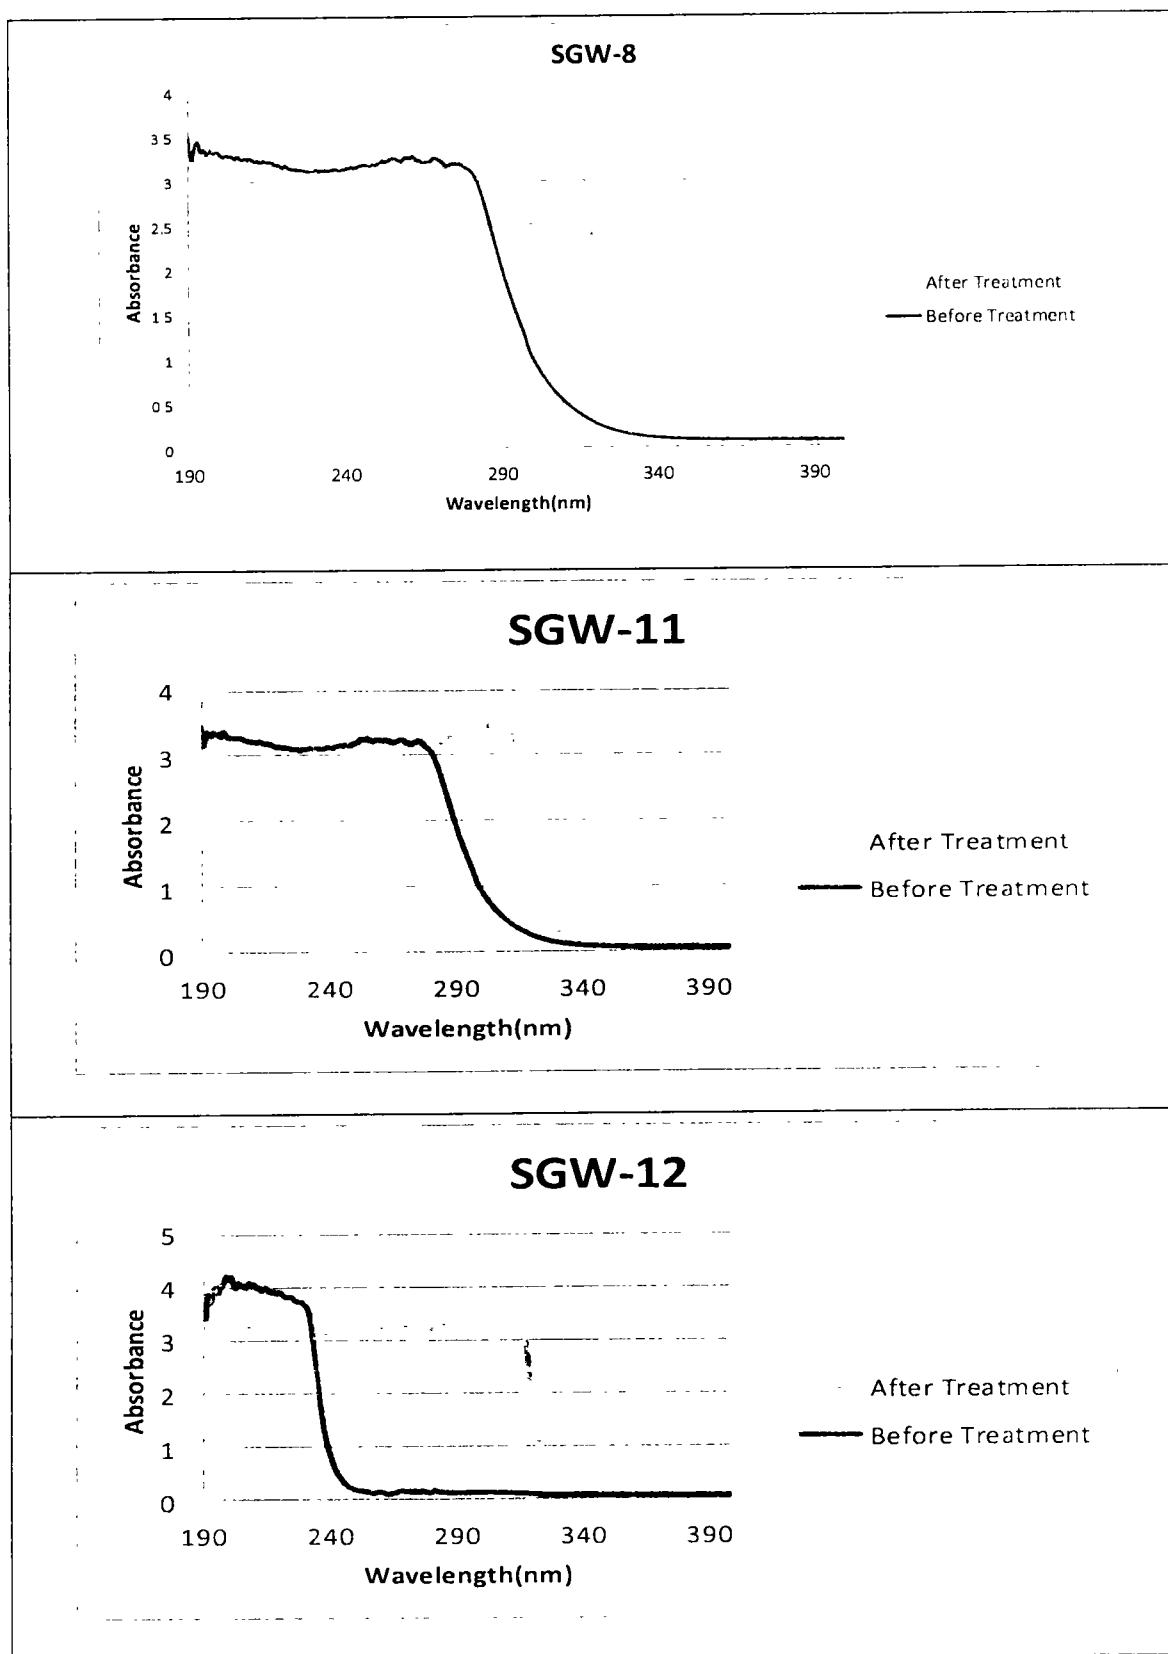 SGW-8
4
3 5
3
2.5
2
1 5
1
0 5
0
Absorbance
190 240 290 340 390
Wavelength(nm)
After Treatment
Before Treatment
SGW-11
4
3
2
1
0
Absorbance
190 240 290 340 390
Wavelength(nm)
After Treatment
Before Treatment
SGW-12
5
4
3
2
1
0
Absorbance
190 240 290 340 390
Wavelength(nm)
After Treatment
Before Treatment